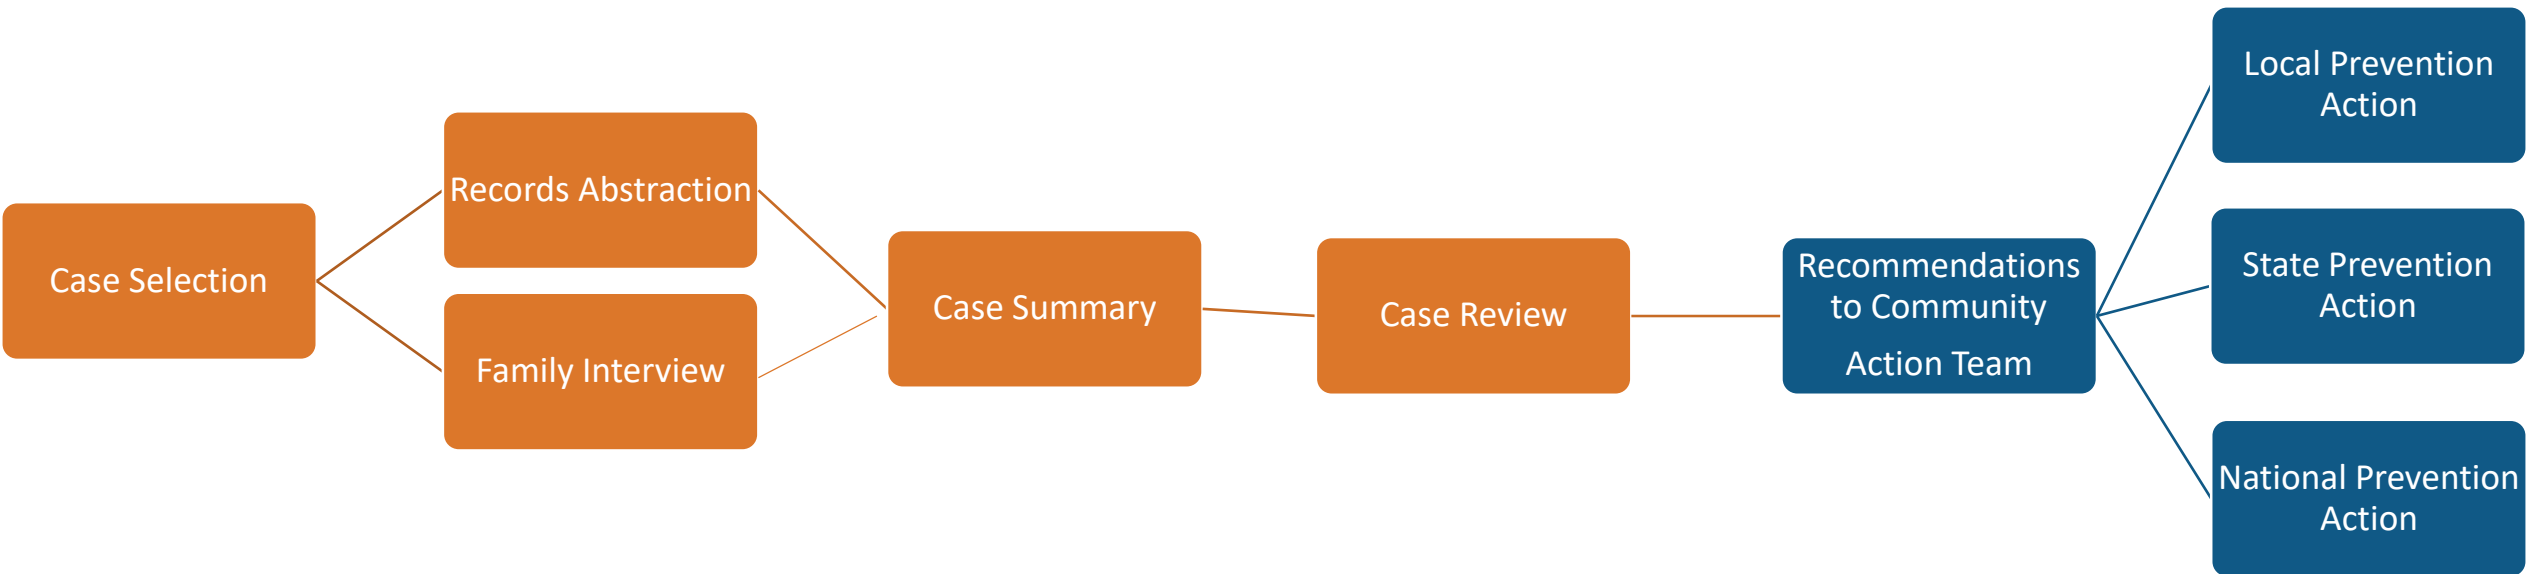 Case Selection
Records Abstraction
Family Interview
Case Summary
Case Review
Recommendations
to Community
Action Team
Local Prevention
Action
State Prevention
Action
National Prevention
Action